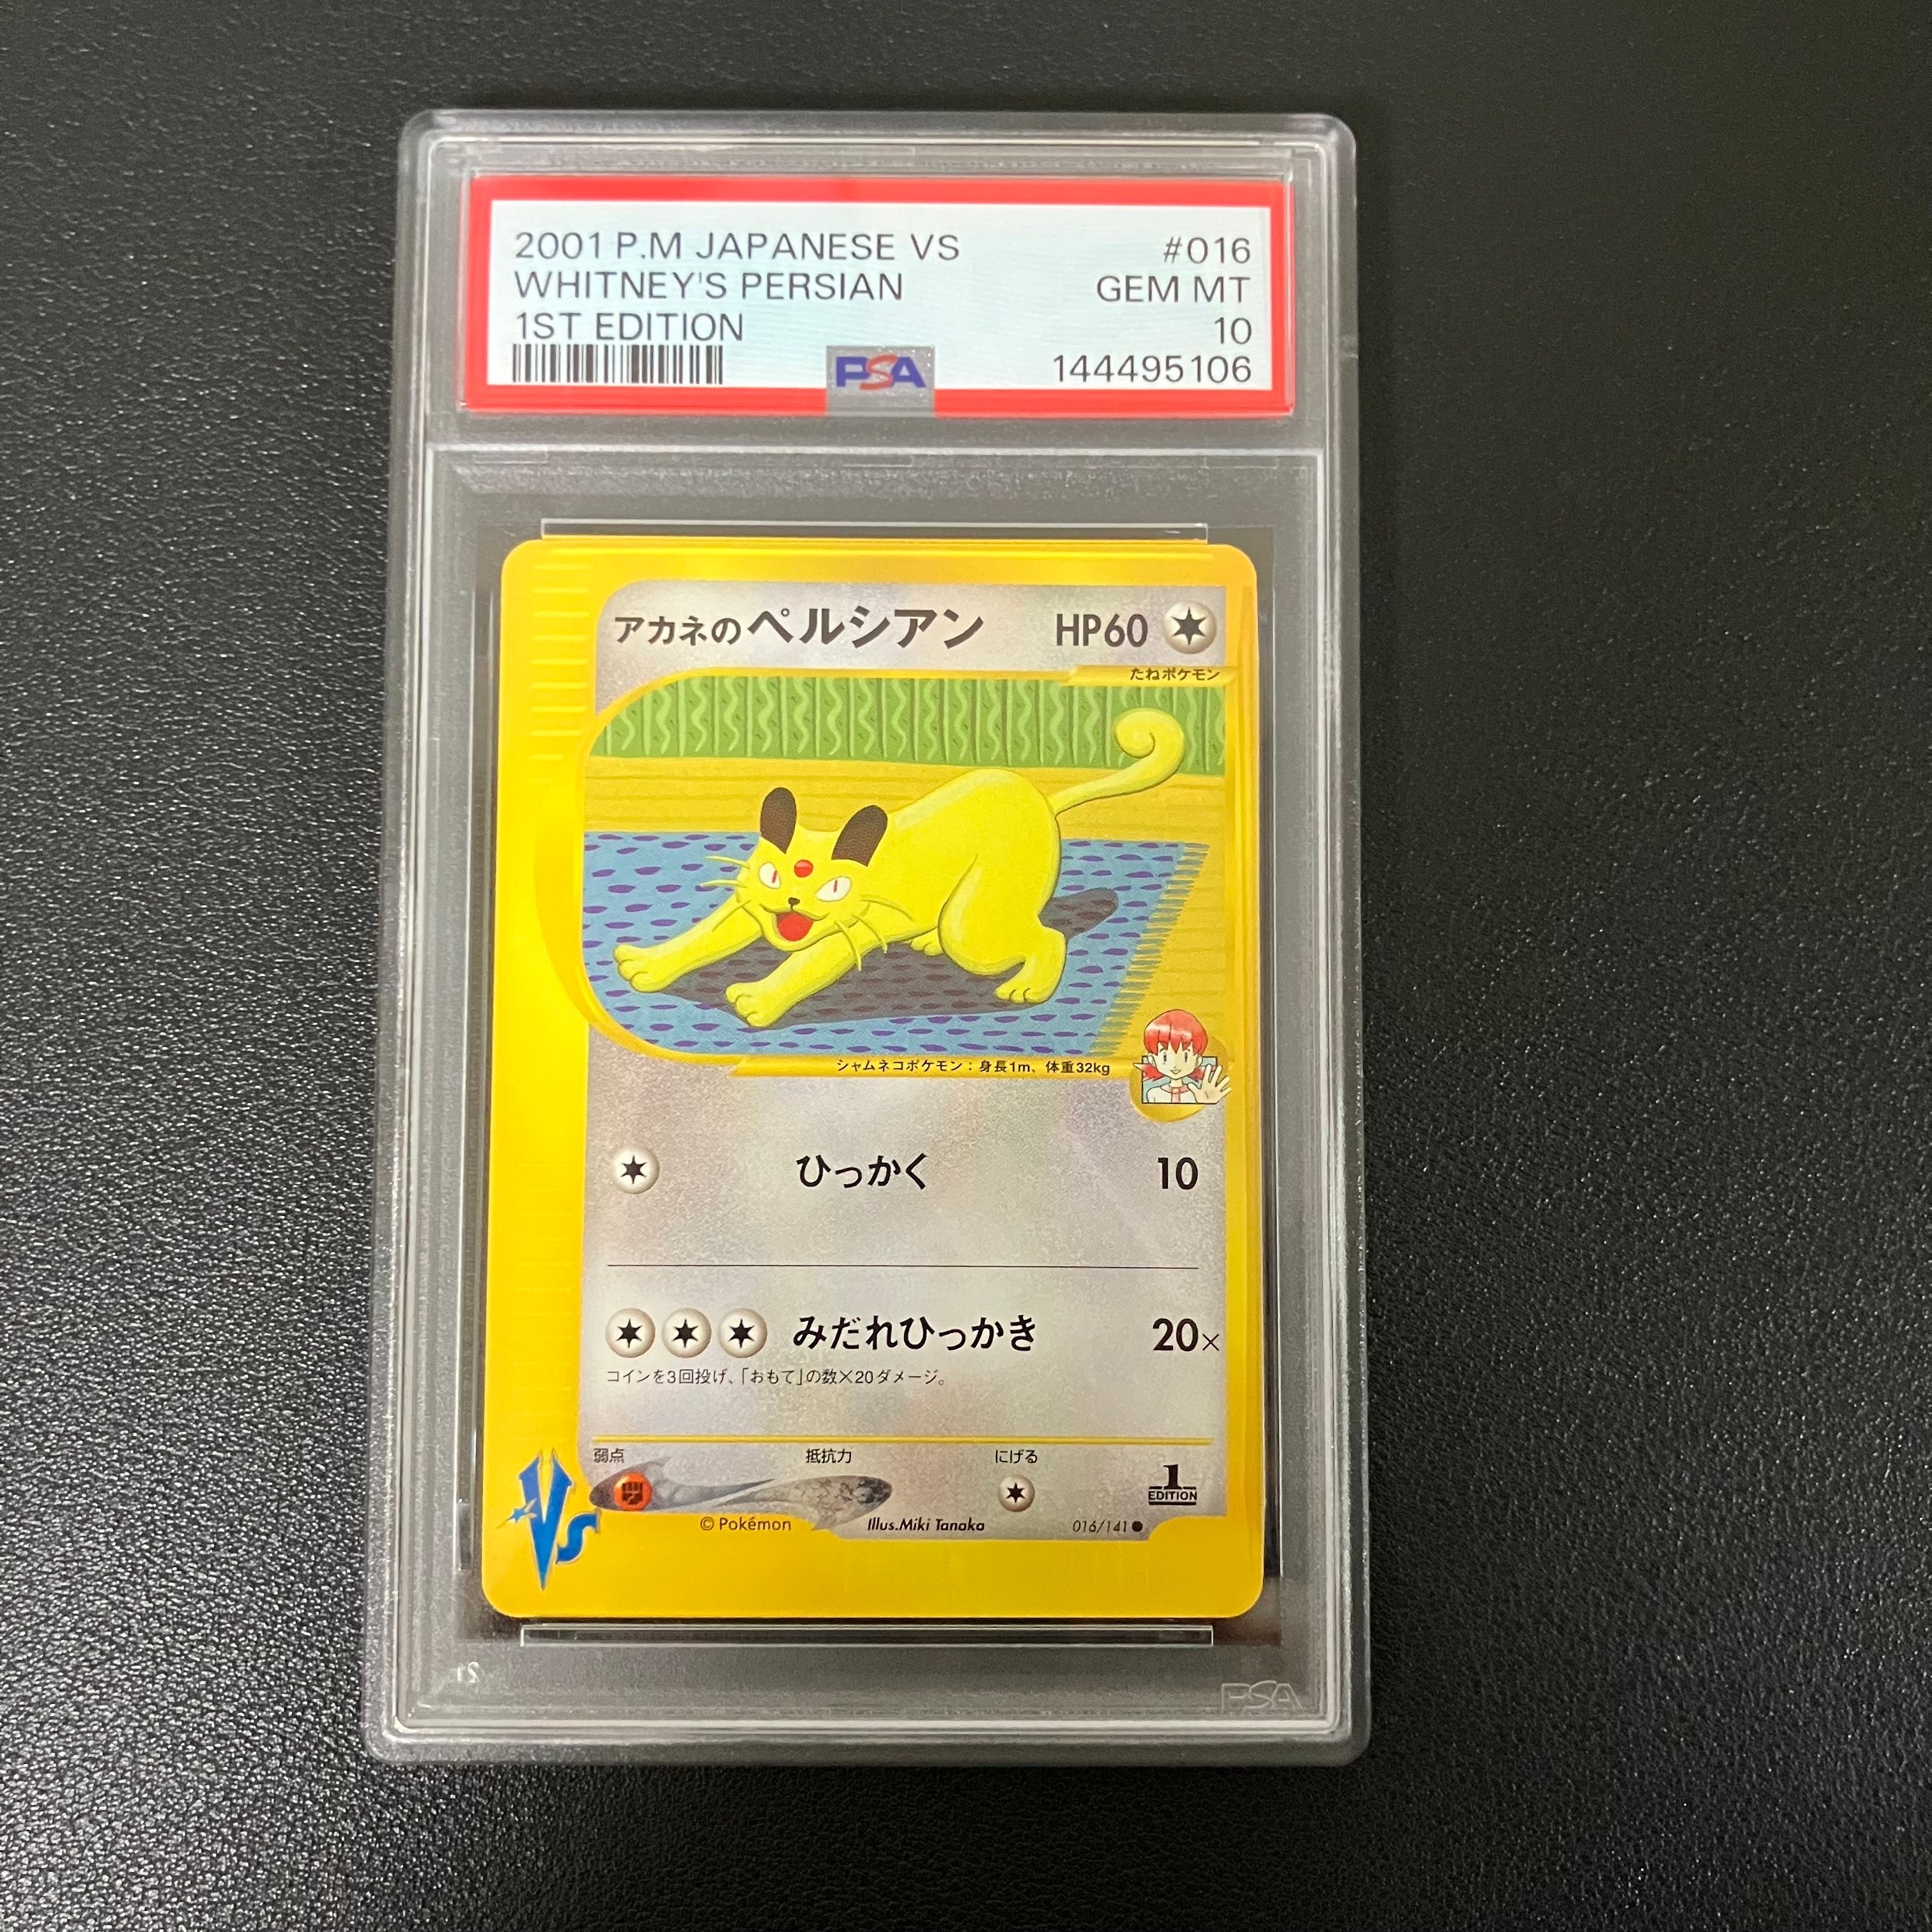 2001 P.M JAPANESE VS #016
WHITNEY'S PERSIAN GEM MT
1ST EDITION 10
PSA 144495106
アカネのペルシアン HP60
たねポケモン
シャムネコポケモン：身長1m、体重32kg
ひっかく 10
みだれひっかき 20×
コインを3回投げ、「おもて」の数×20ダメージ。
弱点 抵抗力 にげる
1
EDITION
VS
©Pokémon Illus.Miki Tanaka 016/141●
PSA